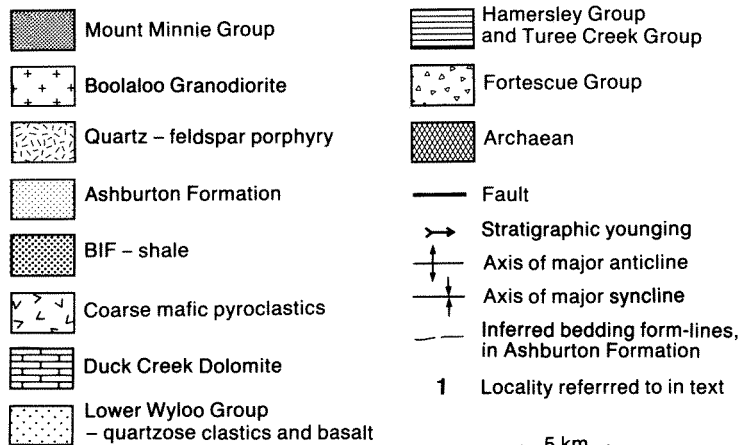 Mount Minnie Group
Boolaloo Granodiorite
Quartz – feldspar porphyry
Ashburton Formation
BIF – shale
Coarse mafic pyroclastics
Duck Creek Dolomite
Lower Wyloo Group
– quartzose clastics and basalt
Hamersley Group
and Turee Creek Group
Fortescue Group
Archaean
Fault
Stratigraphic younging
Axis of major anticline
Axis of major syncline
Inferred bedding form-lines,
in Ashburton Formation
1 Locality referrred to in text
5 km